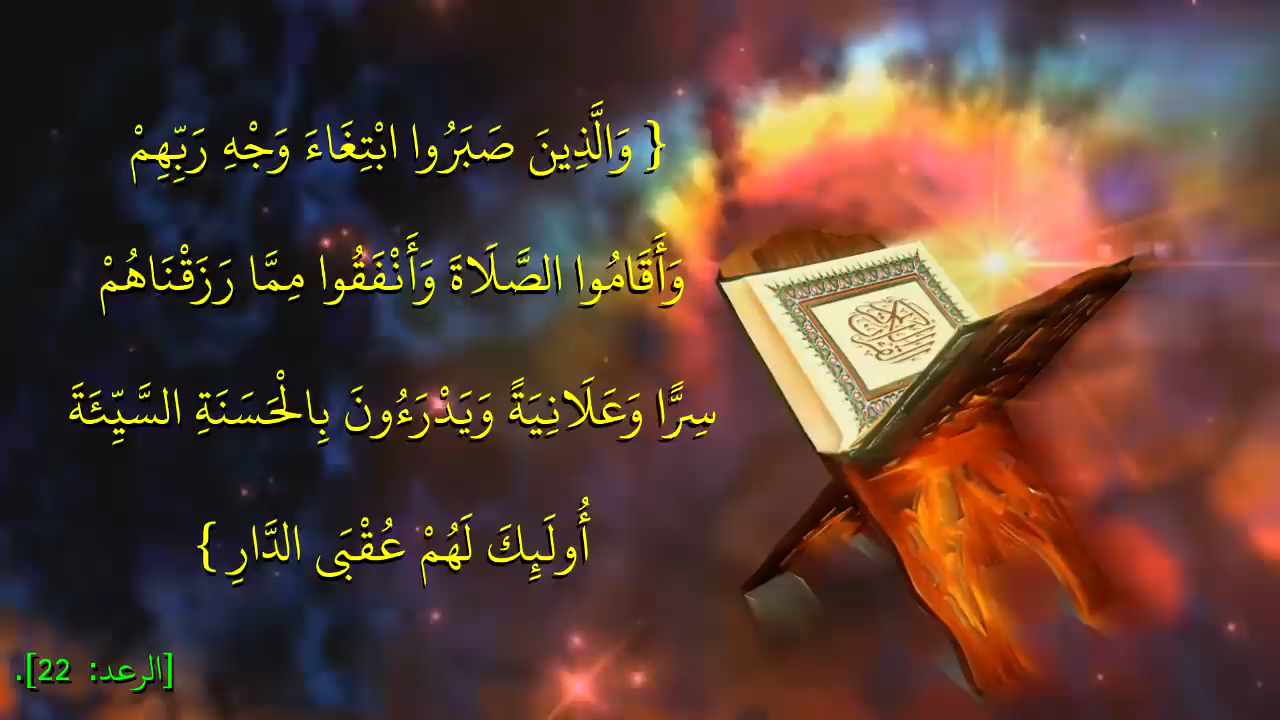 { وَالَّذِينَ صَبَرُوا ابْتِغَاءَ وَجْهِ رَبِّهِمْ
وَأَقَامُوا الصَّلَاةَ وَأَنْفَقُوا مِمَّا رَزَقْنَاهُمْ
سِرًّا وَعَلَانِيَةً وَيَدْرَءُونَ بِالْحَسَنَةِ السَّيِّئَةَ
أُولَئِكَ لَهُمْ عُقْبَى الدَّارِ }
[الرعد: 22].